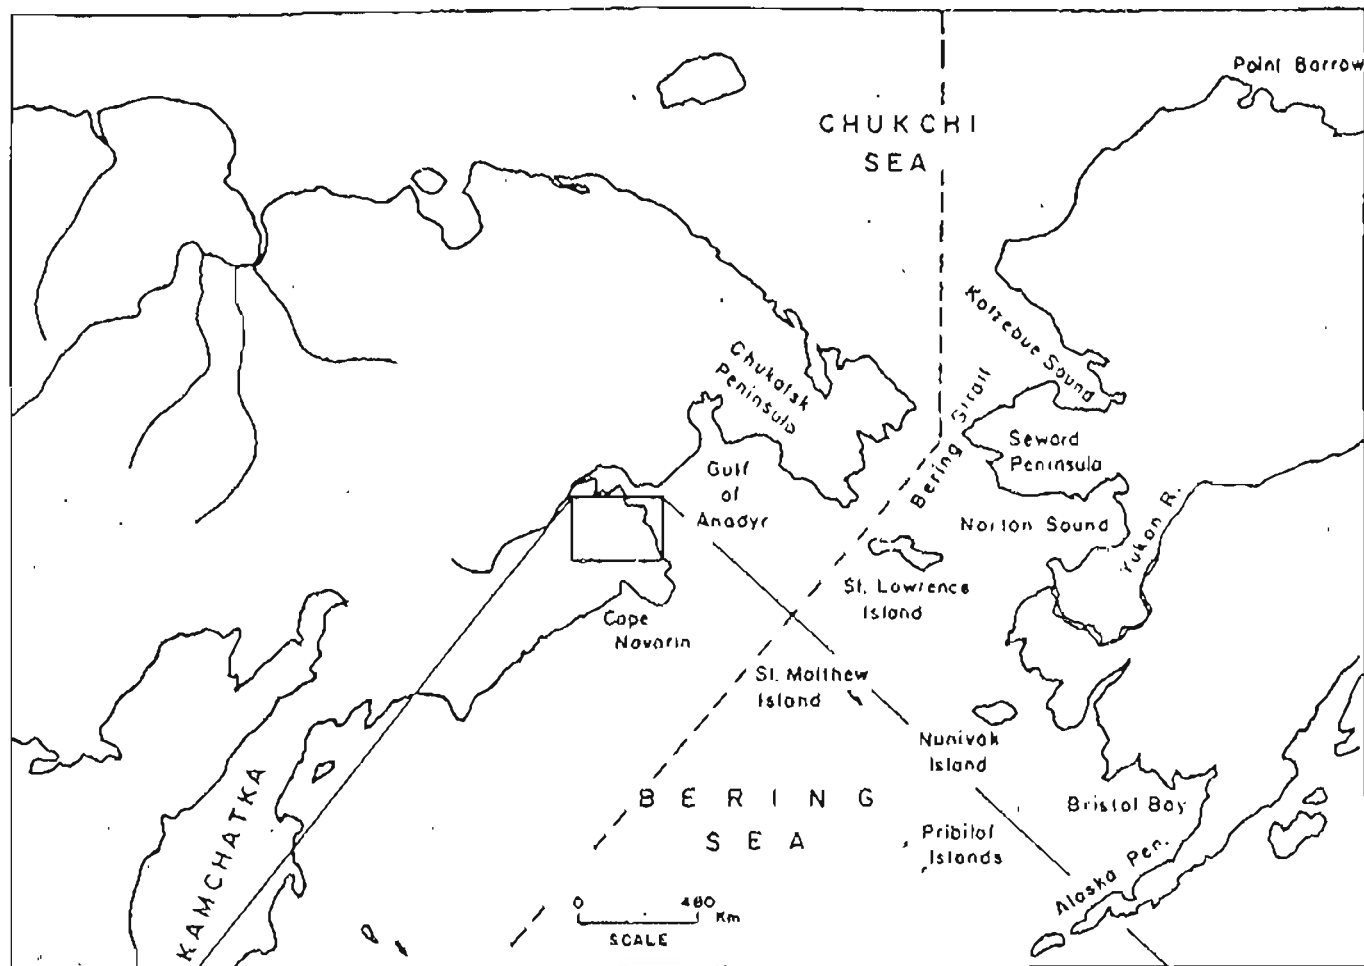 Point Barrow
CHUKCHI
SEA
Kotzebue Sound
Chukotsk
Peninsula
Bering Strait
Seward
Peninsula
Gulf
of
Anadyr
Norton Sound
Yukon R.
St. Lawrence
Island
Cape
Navarin
St. Matthew
Island
Nunivak
Island
KAMCHATKA
BERING
SEA
Bristol Bay
Pribilof
Islands
Alaska Pen.
0 480
Km
SCALE